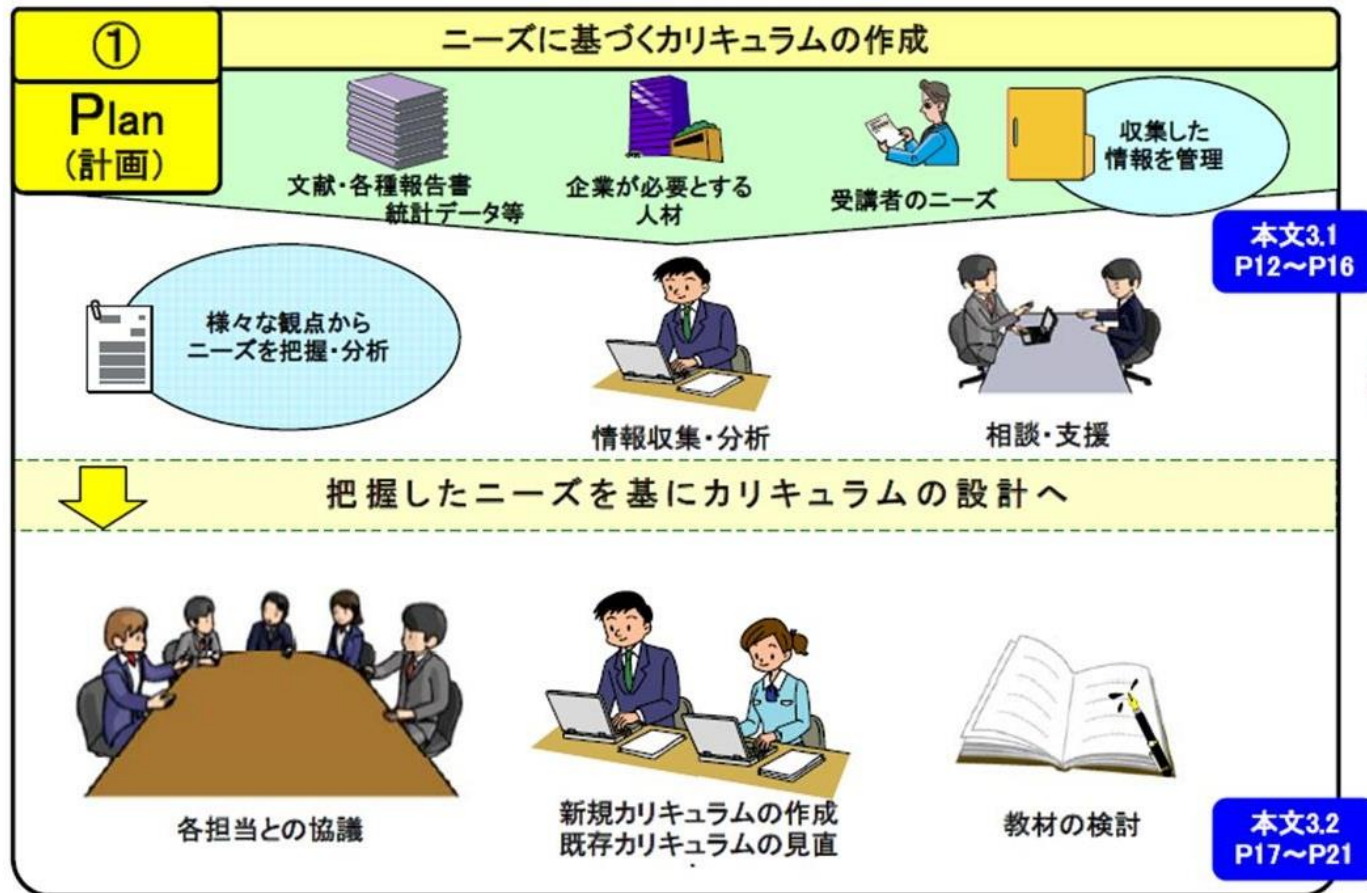 ①
ニーズに基づくカリキュラムの作成
Plan
(計画)
文献・各種報告書
統計データ等
企業が必要とする
人材
受講者のニーズ
収集した
情報を管理
本文3.1
P12～P16
様々な観点から
ニーズを把握・分析
情報収集・分析
相談・支援
把握したニーズを基にカリキュラムの設計へ
各担当との協議
新規カリキュラムの作成
既存カリキュラムの見直
教材の検討
本文3.2
P17～P21